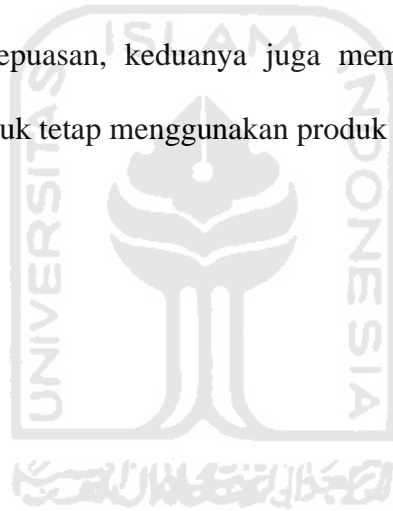 epuasan, keduanya juga mem
uk tetap menggunakan produk
ISLAM
UNIVERSITAS
INDONESIA